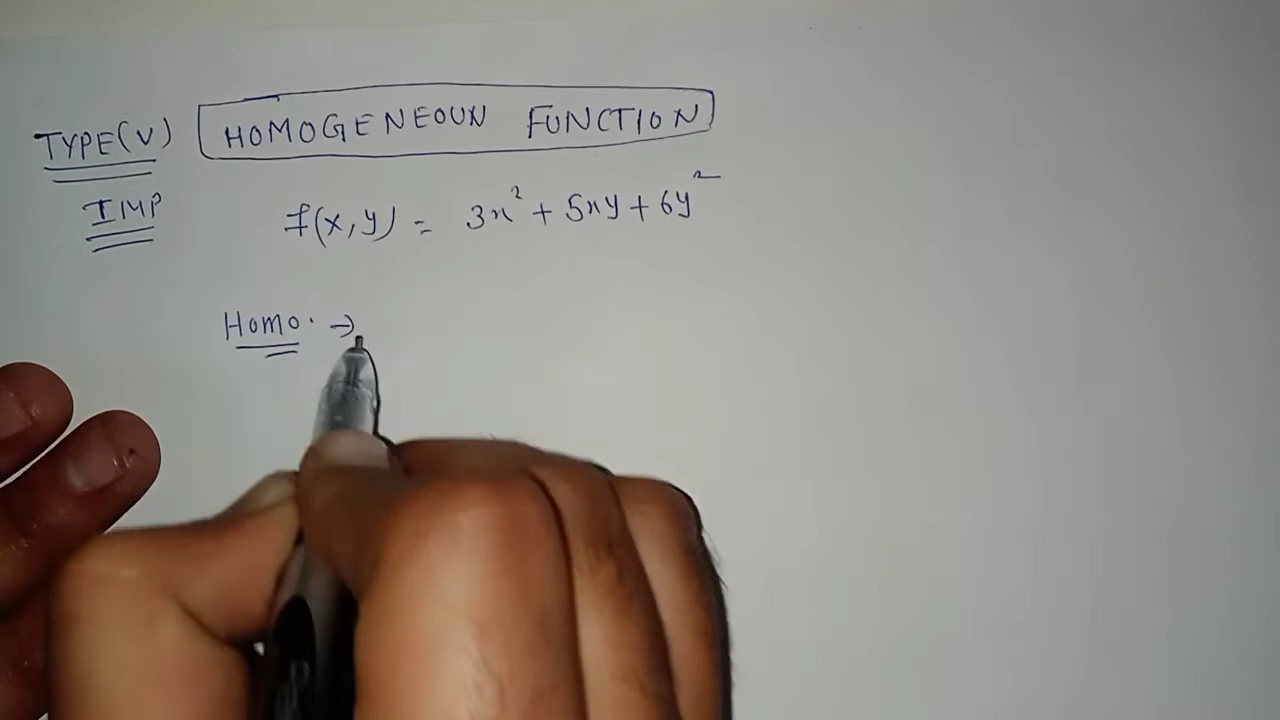 TYPE(V) HOMOGENEOUN FUNCTION
IMP f(x,y) = 3x² + 5xy + 6y²
Homo. →